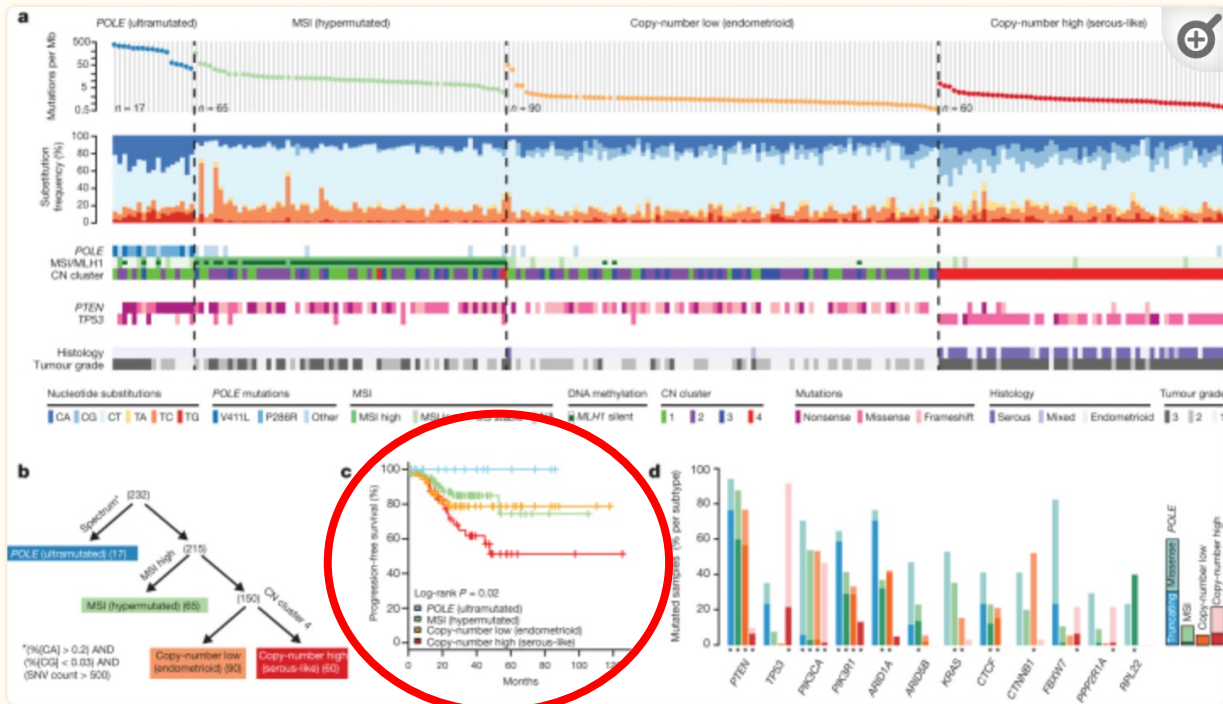 a
POLE (ultramutated) MSI (hypermutated) Copy-number low (endometrioid) Copy-number high (serous-like)
Mutations per Mb
500
50
5
0.5
n = 17 n = 65 n = 90 n = 60
Substitution
frequency (%)
100
80
60
40
20
0
POLE
MSI/MLH1
CN cluster
PTEN
TP53
Histology
Tumour grade
Nucleotide substitutions POLE mutations MSI DNA methylation CN cluster Mutations Histology Tumour grade
CA CG CT TA TC TG V411L P286R Other MSI high MLH1 silent 1 2 3 4 Nonsense Missense Frameshift Serous Mixed Endometrioid 3 2 1
b
(232)
Spectrum*
POLE (ultramutated) (17)
(215)
MSI high
MSI (hypermutated) (65)
(150)
CN cluster 4
Copy-number low
(endometrioid) (90)
Copy-number high
(serous-like) (60)
*(%[CA] > 0.2) AND
(%[CG] < 0.03) AND
(SNV count > 500)
c
Progression-free survival (%)
100
80
60
40
20
0
Log-rank P = 0.02
POLE (ultramutated)
MSI (hypermutated)
Copy-number low (endometrioid)
Copy-number high (serous-like)
0 20 40 60 80 100
Months
d
Mutated samples (% per subtype)
100
80
60
40
20
0
PTEN
TP53
PIK3CA
PIK3R1
ARID1A
ARID5B
KRAS
CTCF
CTNNB1
FBXW7
PPP2R1A
RPL22
Truncating Missense POLE
MSI
Copy-number low
Copy-number high